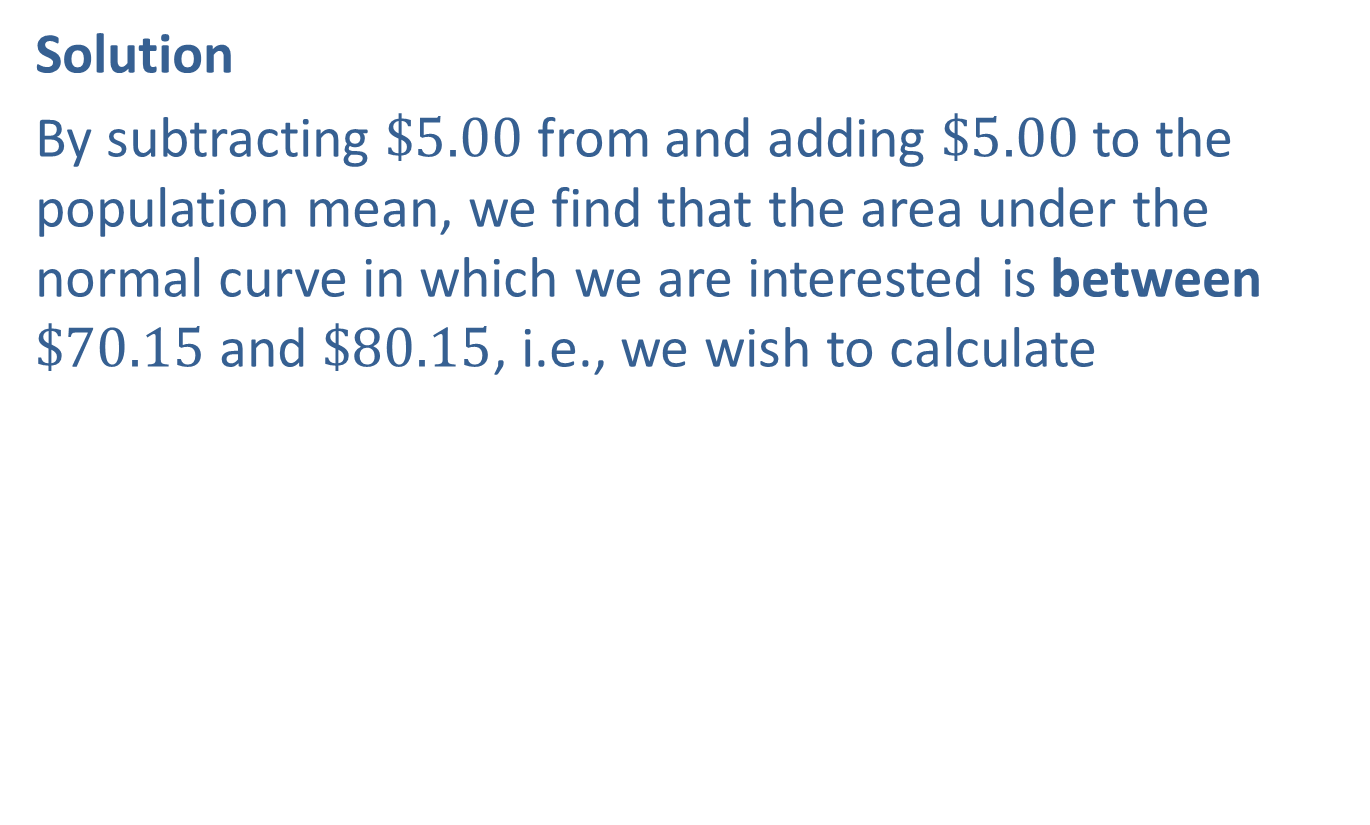 Solution
By subtracting $5.00 from and adding $5.00 to the
population mean, we find that the area under the
normal curve in which we are interested is between
$70.15 and $80.15, i.e., we wish to calculate